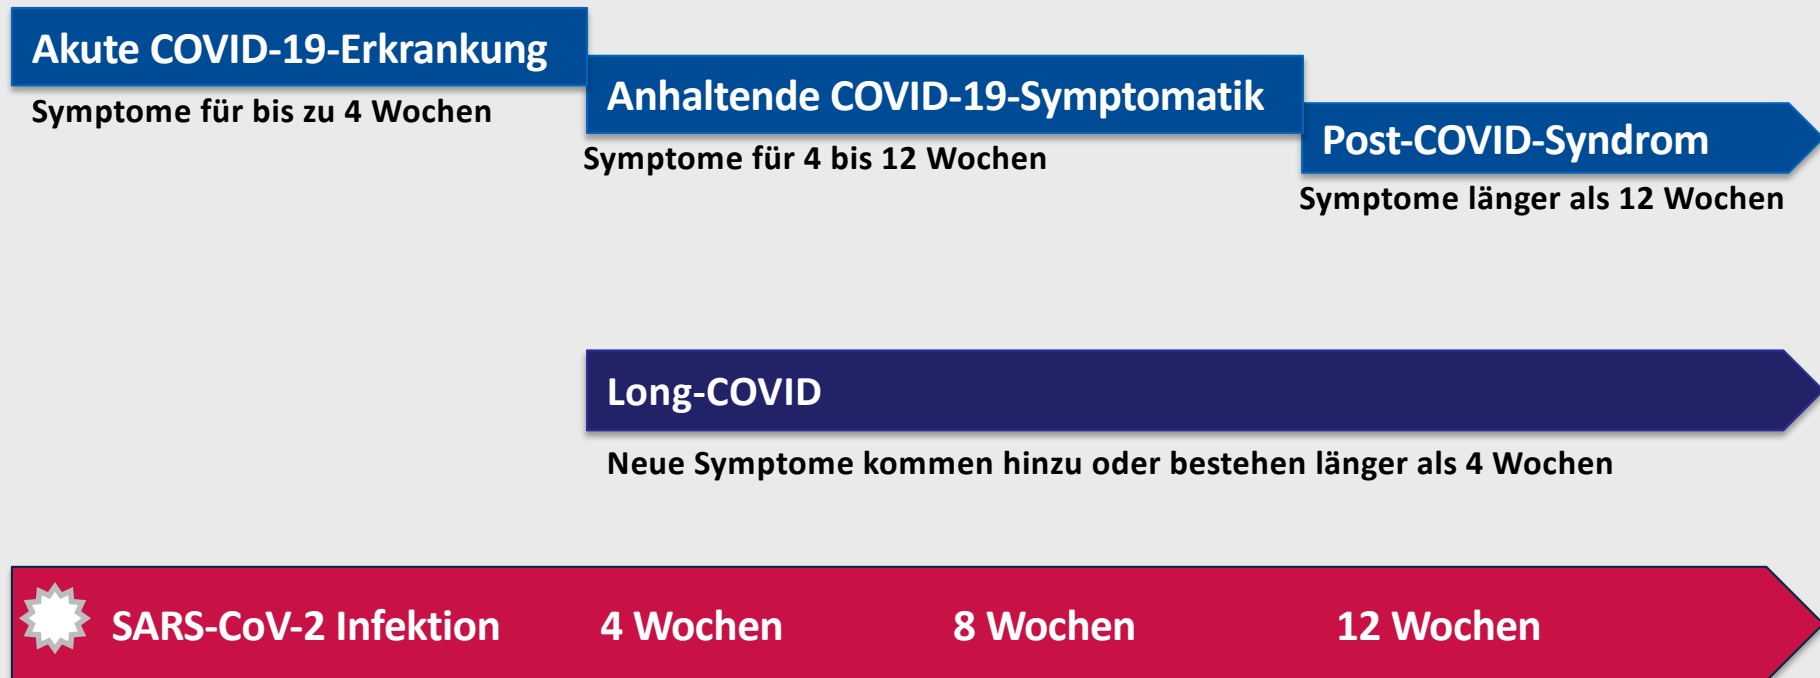 Akute COVID-19-Erkrankung
Symptome für bis zu 4 Wochen
Anhaltende COVID-19-Symptomatik
Symptome für 4 bis 12 Wochen
Post-COVID-Syndrom
Symptome länger als 12 Wochen
Long-COVID
Neue Symptome kommen hinzu oder bestehen länger als 4 Wochen
SARS-CoV-2 Infektion 4 Wochen 8 Wochen 12 Wochen